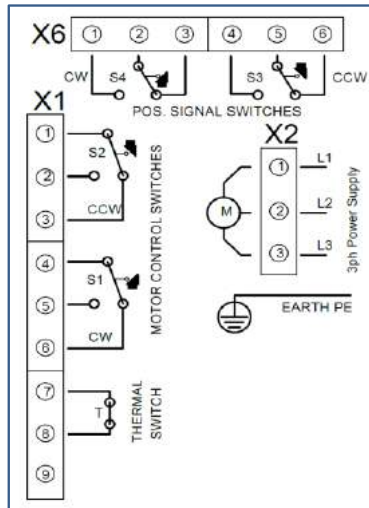 X6 1 2 3 4 5 6
CW S4 S3 CCW
POS. SIGNAL SWITCHES
X1
1
2
3
4
5
6
7
8
9
S2
CCW
S1
CW
MOTOR CONTROL SWITCHES
T
THERMAL
SWITCH
X2
1 L1
M 2 L2
3 L3
3ph Power Supply
EARTH PE